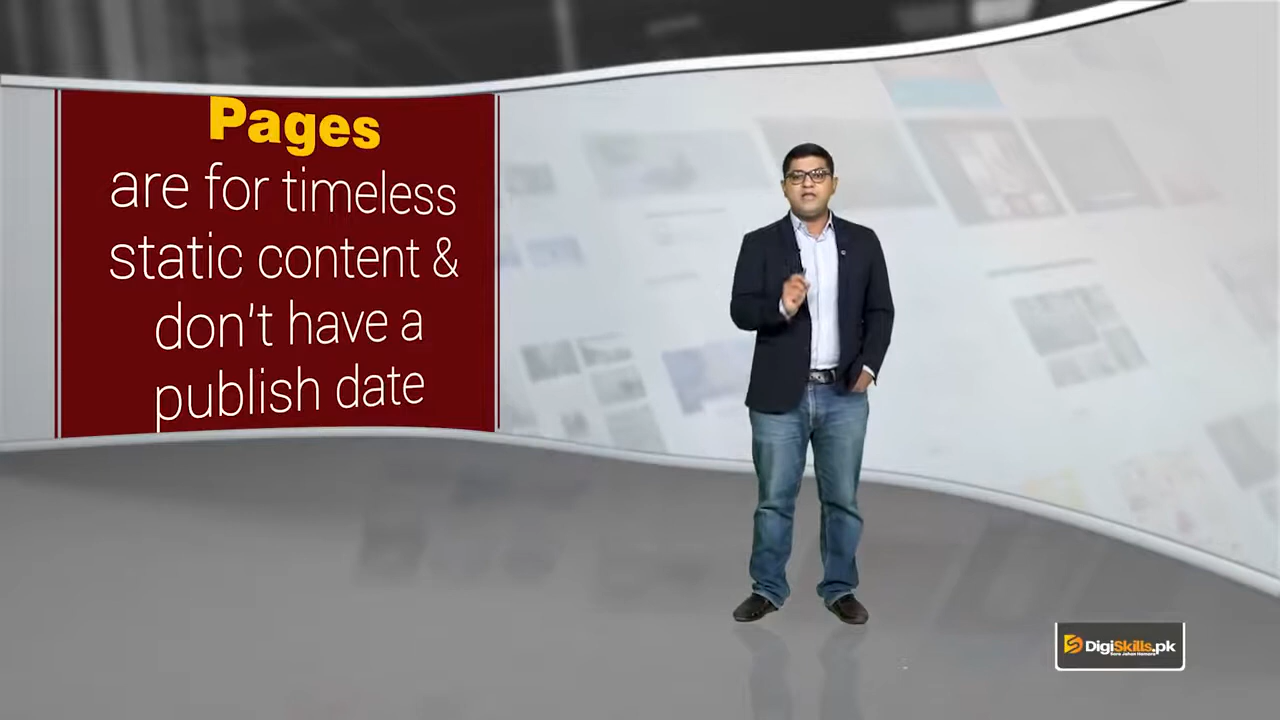 Pages
are for timeless
static content &
don't have a
publish date
DigiSkills.pk